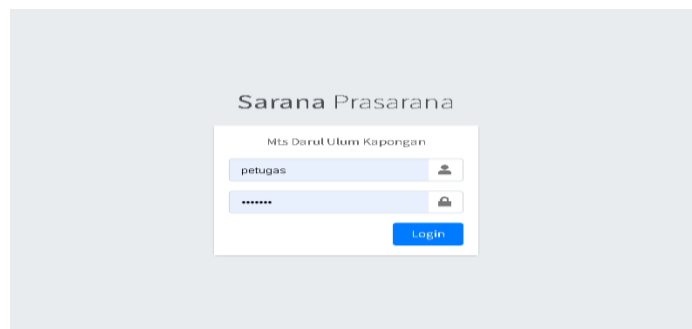 Sarana Prasarana
Mts Darul Ulum Kapongan
petugas
•••••••
Login